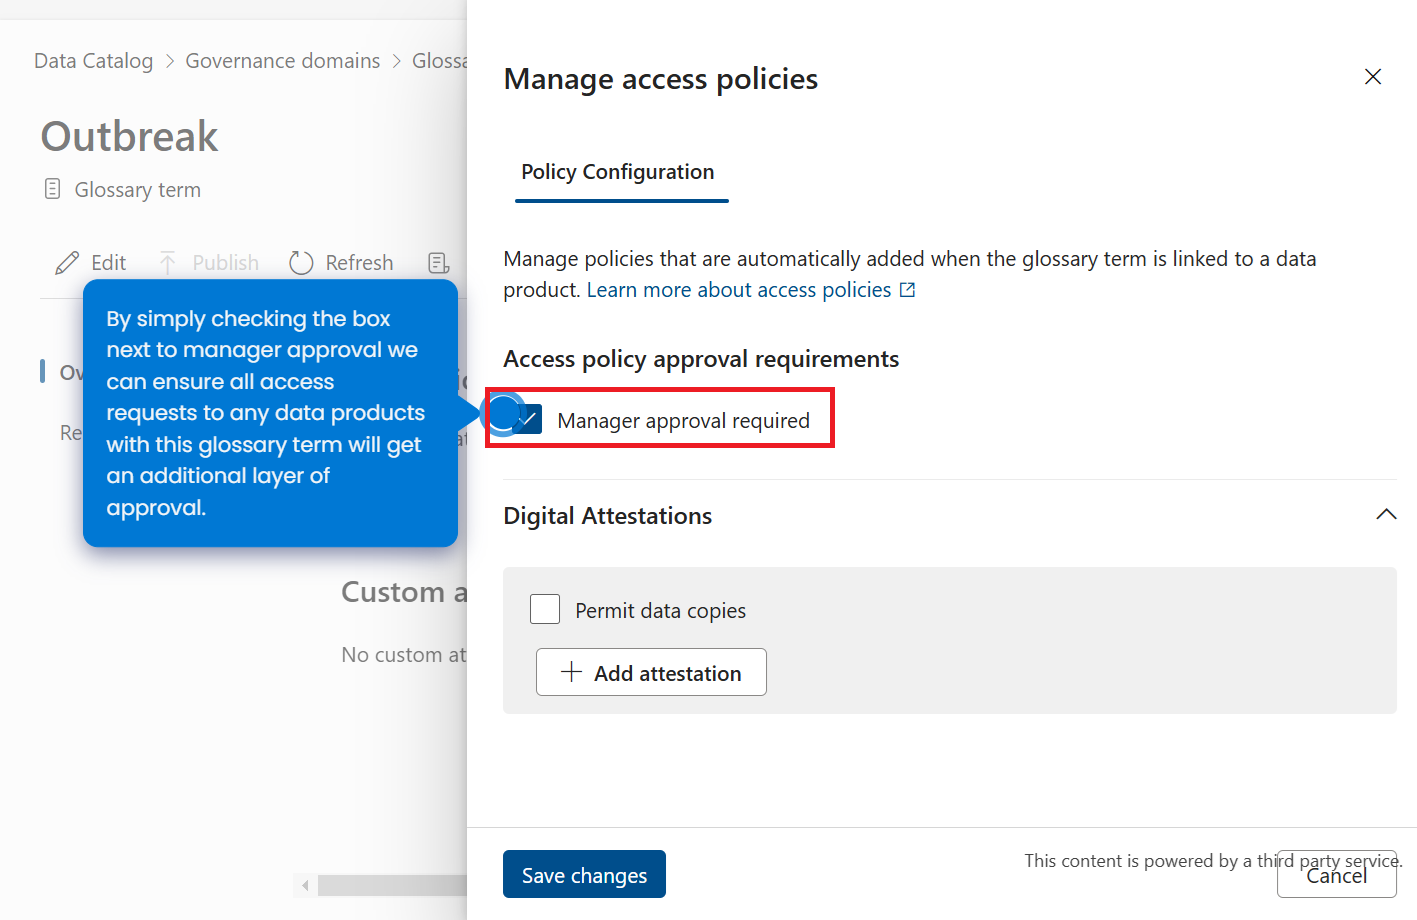 Data Catalog > Governance domains > Glossa
Outbreak
Glossary term
Edit Publish Refresh
By simply checking the box
next to manager approval we
can ensure all access
requests to any data products
with this glossary term will get
an additional layer of
approval.
Ov
Re
Custom a
No custom at
Manage access policies
Policy Configuration
Manage policies that are automatically added when the glossary term is linked to a data
product. Learn more about access policies
Access policy approval requirements
Manager approval required
Digital Attestations
Permit data copies
Add attestation
Save changes
This content is powered by a third party service.
Cancel